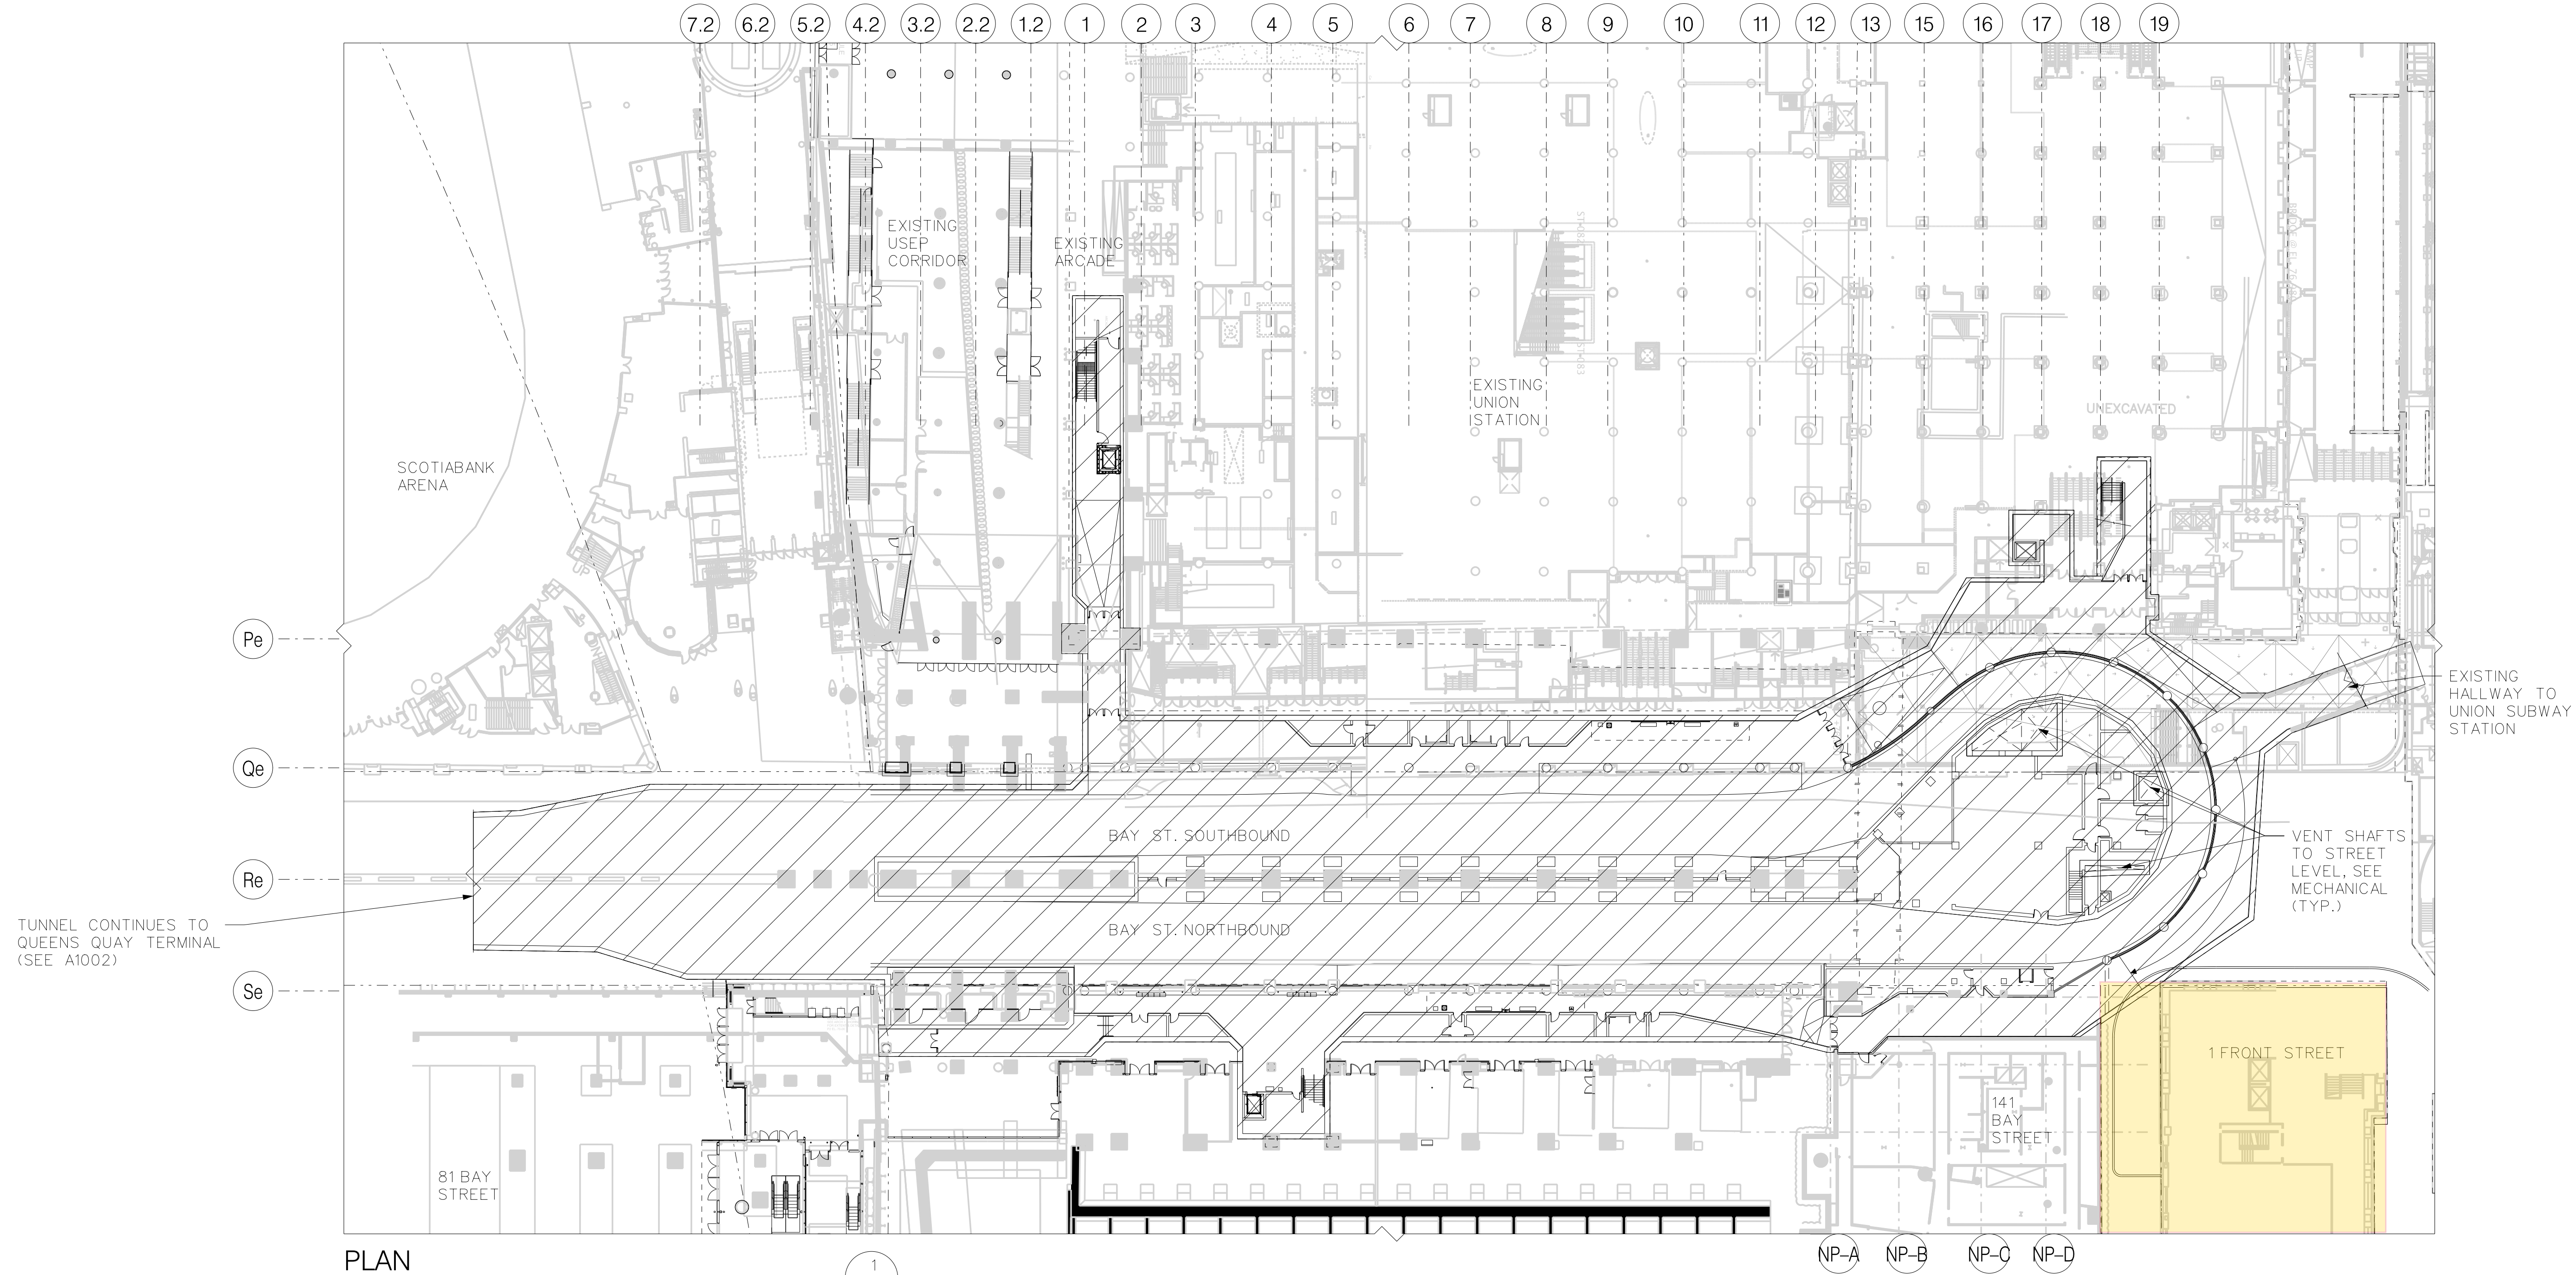 7.2 6.2 5.2 4.2 3.2 2.2 1.2 1 2 3 4 5 6 7 8 9 10 11 12 13 15 16 17 18 19
EXISTING
USEP
CORRIDOR
EXISTING
ARCADE
EXISTING
UNION
STATION
UNEXCAVATED
SCOTIABANK
ARENA
Pe
EXISTING
HALLWAY TO
UNION SUBWAY
STATION
Qe
BAY ST. SOUTHBOUND
VENT SHAFTS
TO STREET
LEVEL, SEE
MECHANICAL
(TYP.)
Re
TUNNEL CONTINUES TO
QUEENS QUAY TERMINAL
(SEE A1002)
BAY ST. NORTHBOUND
Se
1 FRONT STREET
141
BAY
STREET
81 BAY
STREET
NP-A NP-B NP-C NP-D
PLAN
1